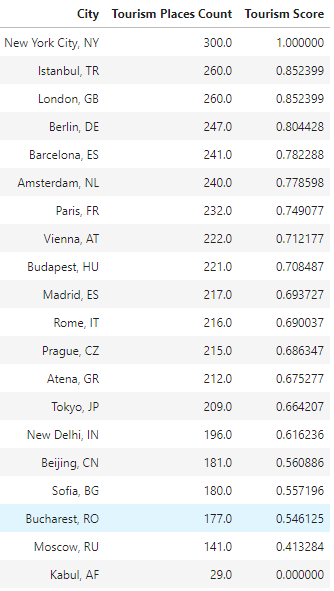 City Tourism Places Count Tourism Score
New York City, NY 300.0 1.000000
Istanbul, TR 260.0 0.852399
London, GB 260.0 0.852399
Berlin, DE 247.0 0.804428
Barcelona, ES 241.0 0.782288
Amsterdam, NL 240.0 0.778598
Paris, FR 232.0 0.749077
Vienna, AT 222.0 0.712177
Budapest, HU 221.0 0.708487
Madrid, ES 217.0 0.693727
Rome, IT 216.0 0.690037
Prague, CZ 215.0 0.686347
Atena, GR 212.0 0.675277
Tokyo, JP 209.0 0.664207
New Delhi, IN 196.0 0.616236
Beijing, CN 181.0 0.560886
Sofia, BG 180.0 0.557196
Bucharest, RO 177.0 0.546125
Moscow, RU 141.0 0.413284
Kabul, AF 29.0 0.000000